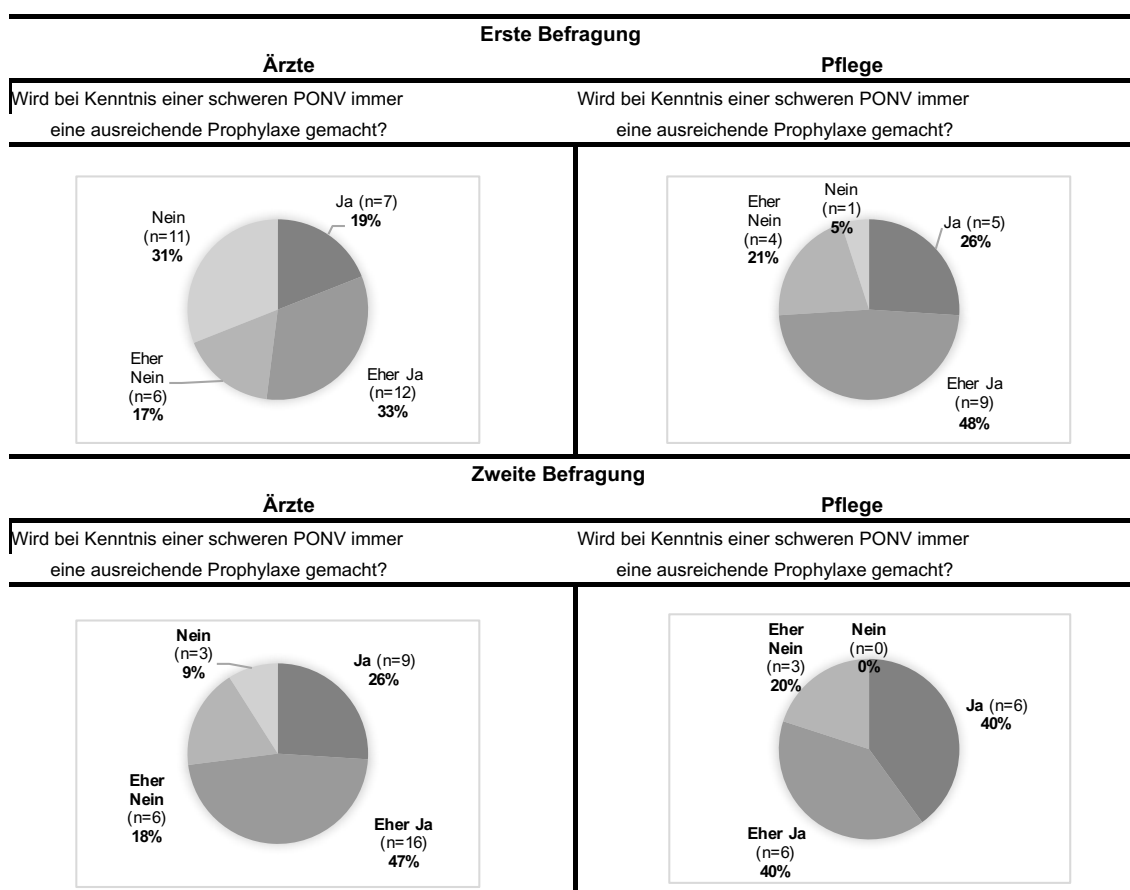 Erste Befragung
Ärzte
Pflege
Wird bei Kenntnis einer schweren PONV immer
eine ausreichende Prophylaxe gemacht?
Wird bei Kenntnis einer schweren PONV immer
eine ausreichende Prophylaxe gemacht?
Ja (n=7)
19%
Eher Ja
(n=12)
33%
Eher
Nein
(n=6)
17%
Nein
(n=11)
31%
Ja (n=5)
26%
Eher Ja
(n=9)
48%
Eher
Nein
(n=4)
21%
Nein
(n=1)
5%
Zweite Befragung
Ärzte
Pflege
Wird bei Kenntnis einer schweren PONV immer
eine ausreichende Prophylaxe gemacht?
Wird bei Kenntnis einer schweren PONV immer
eine ausreichende Prophylaxe gemacht?
Ja (n=9)
26%
Eher Ja
(n=16)
47%
Eher
Nein
(n=6)
18%
Nein
(n=3)
9%
Ja (n=6)
40%
Eher Ja
(n=6)
40%
Eher
Nein
(n=3)
20%
Nein
(n=0)
0%